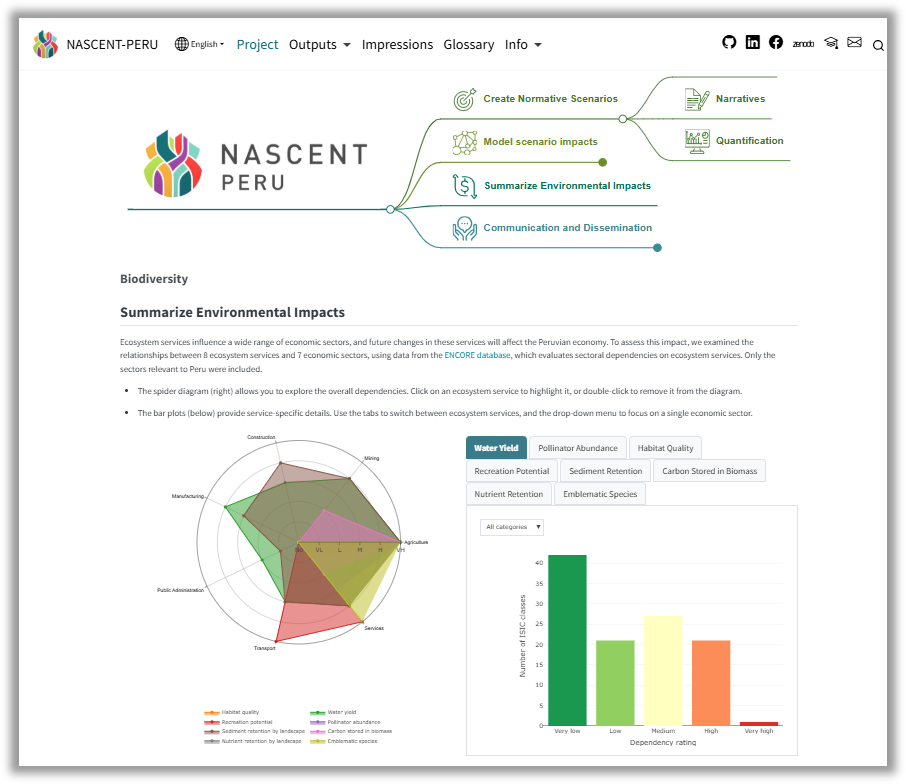 NASCENT-PERU
English
Project
Outputs
Impressions
Glossary
Info
zenodo
Create Normative Scenarios
Narratives
Model scenario impacts
Quantification
NASCENT
PERU
Summarize Environmental Impacts
Communication and Dissemination
Biodiversity
Summarize Environmental Impacts
Ecosystem services influence a wide range of economic sectors, and future changes in these services will affect the Peruvian economy. To assess this impact, we examined the
relationships between 8 ecosystem services and 7 economic sectors, using data from the ENCORE database, which evaluates sectoral dependencies on ecosystem services. Only the
sectors relevant to Peru were included.
• The spider diagram (right) allows you to explore the overall dependencies. Click on an ecosystem service to highlight it, or double-click to remove it from the diagram.
• The bar plots (below) provide service-specific details. Use the tabs to switch between ecosystem services, and the drop-down menu to focus on a single economic sector.
Construction
Mining
Manufacturing
Agriculture
VL
L
M
H
VH
Public Administration
Services
Transport
Habitat quality
Water yield
Recreation potential
Pollinator abundance
Sediment retention by landscape
Carbon stored in biomass
Nutrient retention by landscape
Emblematic species
Water Yield
Pollinator Abundance
Habitat Quality
Recreation Potential
Sediment Retention
Carbon Stored in Biomass
Nutrient Retention
Emblematic Species
All categories
Number of ISIC classes
40
35
30
25
20
15
10
5
0
Very low
Low
Medium
High
Very high
Dependency rating